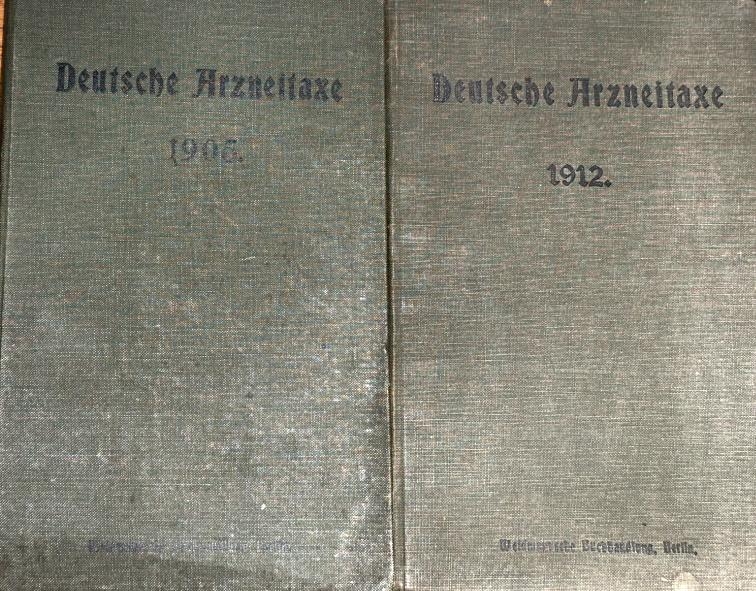 Deutsche Arzneitaxe
Deutsche Arzneitaxe
1912.
Weidmannsche Buchhandlung, Berlin.